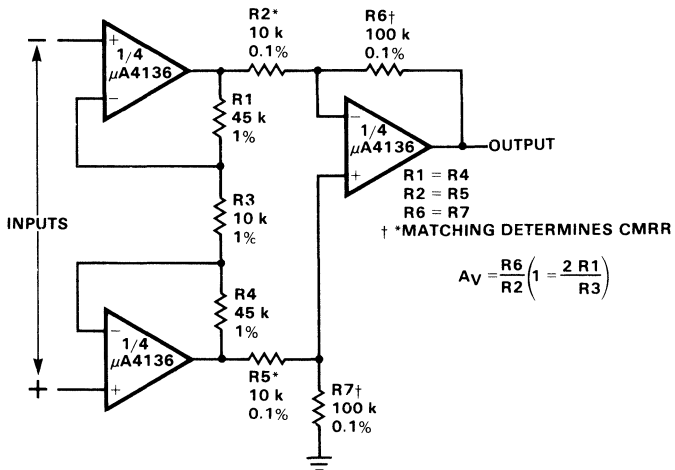 R2*
10 k
0.1%
R6†
100 k
0.1%
−
+
1/4
μA4136
−
R1
45 k
1%
−
1/4
μA4136
+
OUTPUT
R1 = R4
R2 = R5
R6 = R7
† *MATCHING DETERMINES CMRR
R3
10 k
1%
INPUTS
AV = R6/R2 (1 = 2 R1/R3)
R4
45 k
1%
−
1/4
μA4136
+
+
R5*
10 k
0.1%
R7†
100 k
0.1%